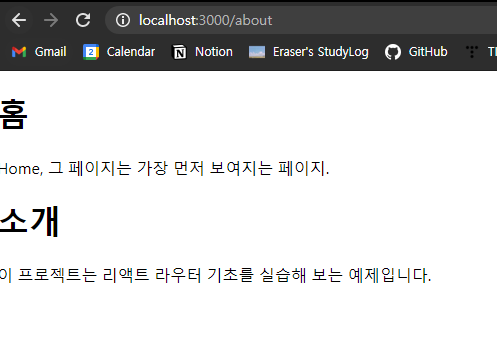 localhost:3000/about
Gmail Calendar Notion Eraser's StudyLog GitHub
홈
Home, 그 페이지는 가장 먼저 보여지는 페이지.
소개
이 프로젝트는 리액트 라우터 기초를 실습해 보는 예제입니다.